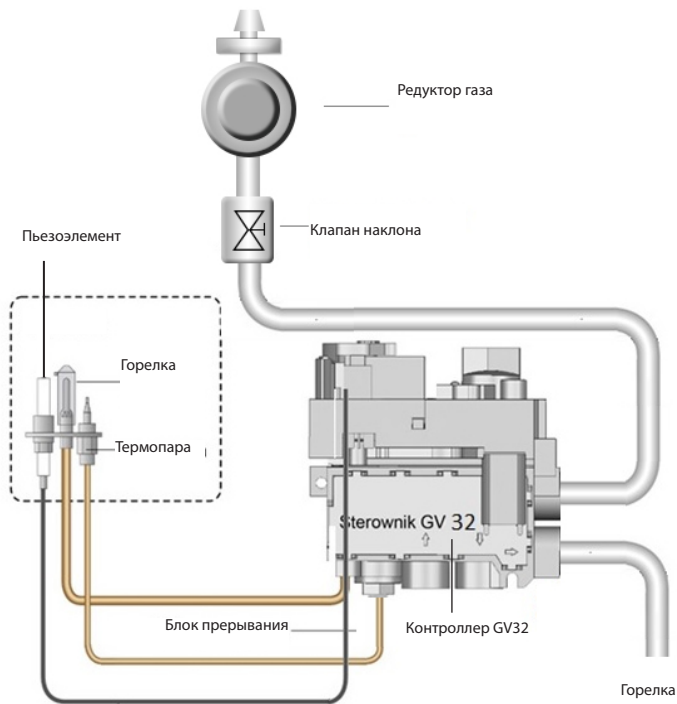 Редуктор газа
Клапан наклона
Пьезоэлемент
Горелка
Термопара
Sterownik GV 32
Блок прерывания
Контроллер GV32
Горелка